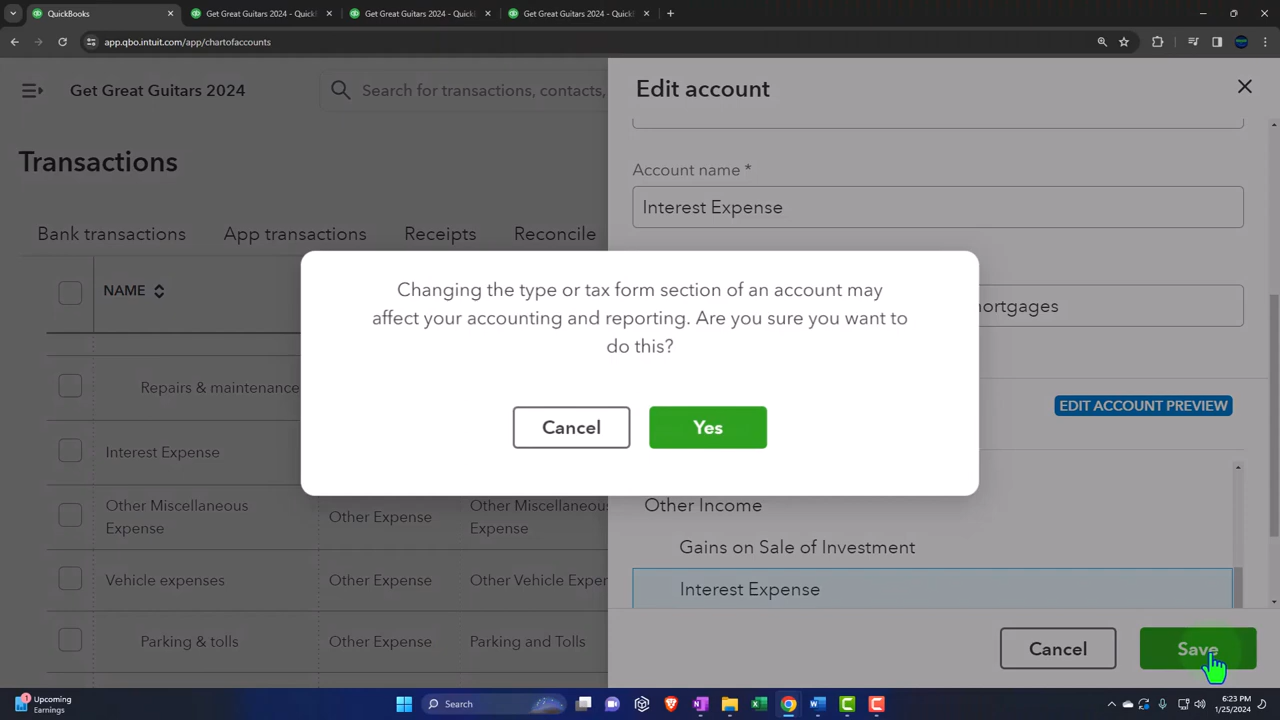 QuickBooks
Get Great Guitars 2024 - QuickB
Get Great Guitars 2024 - QuickB
Get Great Guitars 2024 - QuickB
app.qbo.intuit.com/app/chartofaccounts
Get Great Guitars 2024
Search for transactions, contacts,
Edit account
Transactions
Account name *
Interest Expense
Bank transactions
App transactions
Receipts
Reconcile
NAME
Changing the type or tax form section of an account may
affect your accounting and reporting. Are you sure you want to
do this?
Cancel
Yes
mortgages
EDIT ACCOUNT PREVIEW
Repairs & maintenance
Interest Expense
Other Miscellaneous
Expense
Other Expense
Other Miscellaneous
Expense
Vehicle expenses
Other Expense
Other Vehicle Expen
Parking & tolls
Other Expense
Parking and Tolls
Other Income
Gains on Sale of Investment
Interest Expense
Cancel
Save
Upcoming
Earnings
1
Search
6:23 PM
1/25/2024